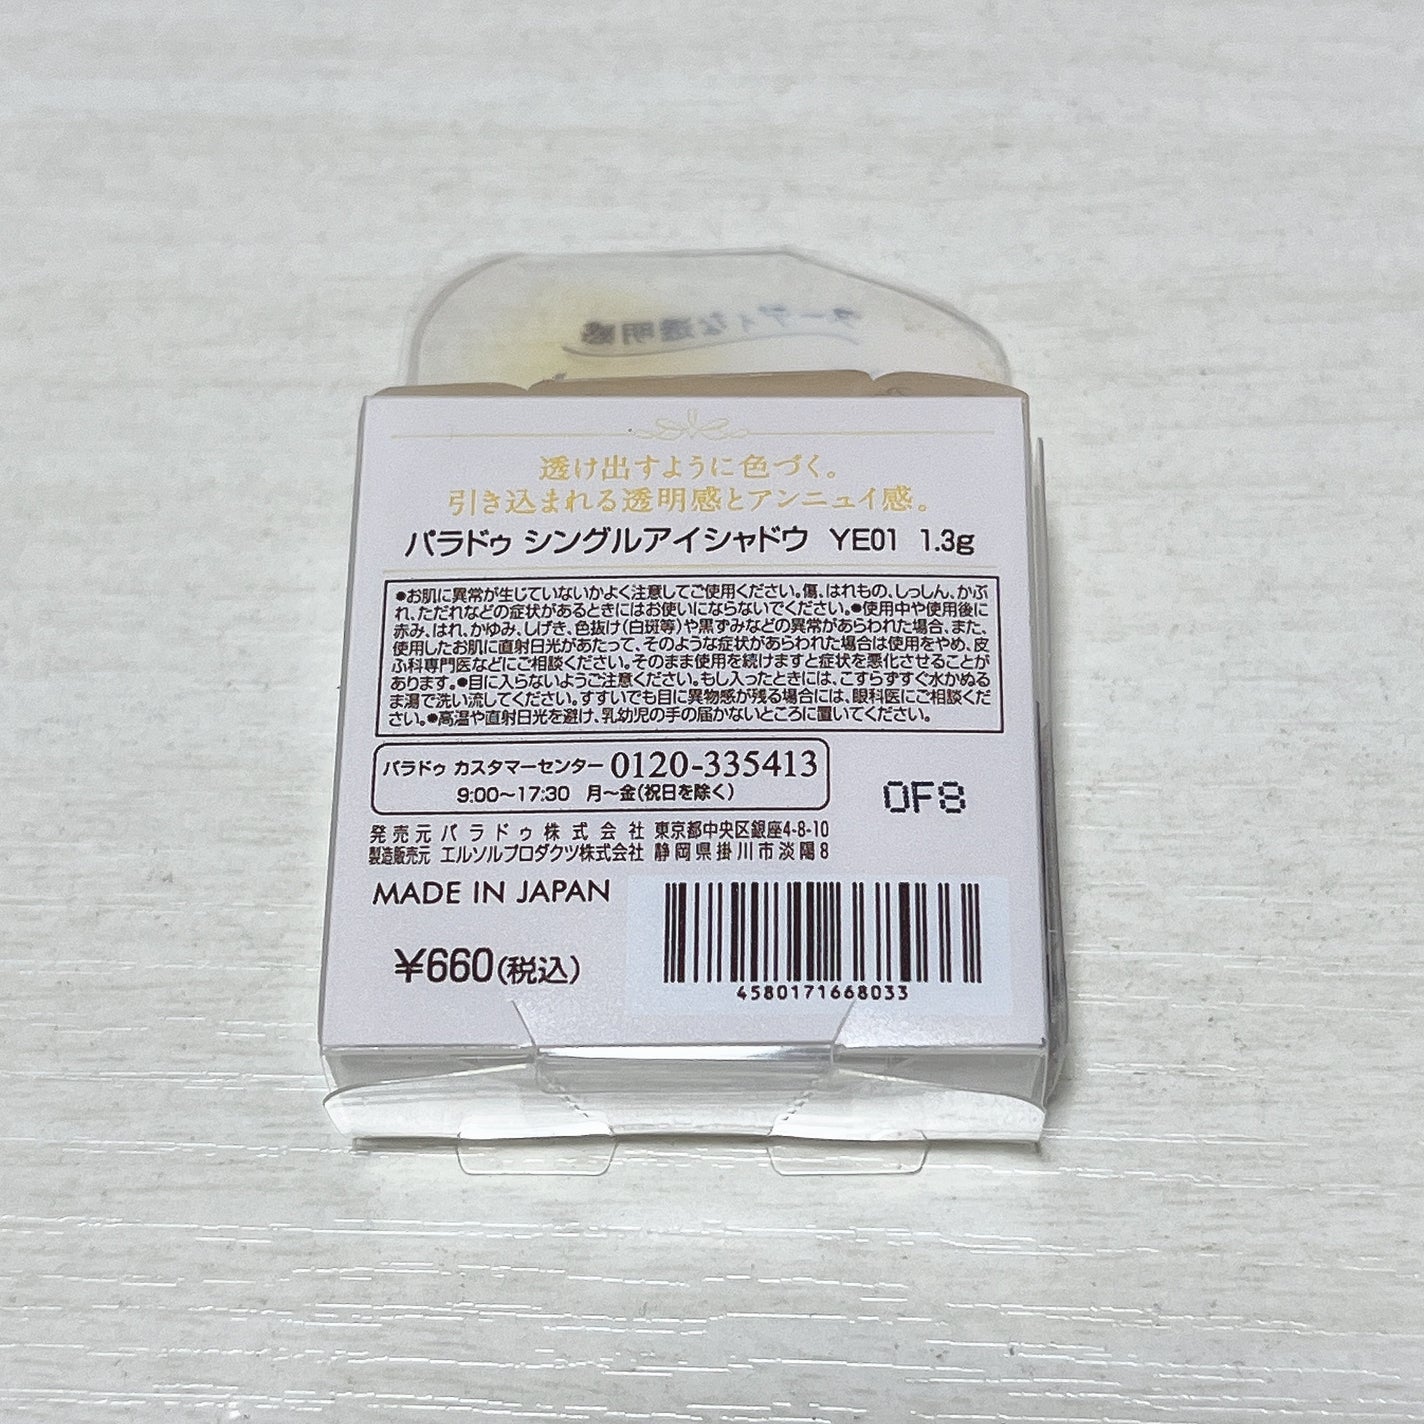 ヌーディな透明感
透け出すように色づく。
引き込まれる透明感とアンニュイ感。
パラドゥ シングルアイシャドウ YE01 1.3g
●お肌に異常が生じていないかよく注意してご使用ください。傷、はれもの、しっしん、かぶ
れ、ただれなどの症状があるときにはお使いにならないでください。●使用中や使用後に
赤み、はれ、かゆみ、しげき、色抜け(白斑等)や黒ずみなどの異常があらわれた場合、また、
使用したお肌に直射日光があたって、そのような症状があらわれた場合は使用をやめ、皮
ふ科専門医などにご相談ください。そのまま使用を続けますと症状を悪化させることが
あります。●目に入らないようご注意ください。もし入ったときには、こすらずすぐ水かぬる
ま湯で洗い流してください。すすいでも目に異物感が残る場合には、眼科医にご相談くだ
さい。●高温や直射日光を避け、乳幼児の手の届かないところに置いてください。
パラドゥ カスタマーセンター 0120-335413
9:00〜17:30 月〜金(祝日を除く)
0F8
発売元 パラドゥ株式会社 東京都中央区銀座4-8-10
製造販売元 エルソルプロダクツ株式会社 静岡県掛川市淡陽8
MADE IN JAPAN
¥660(税込)
4580171668033